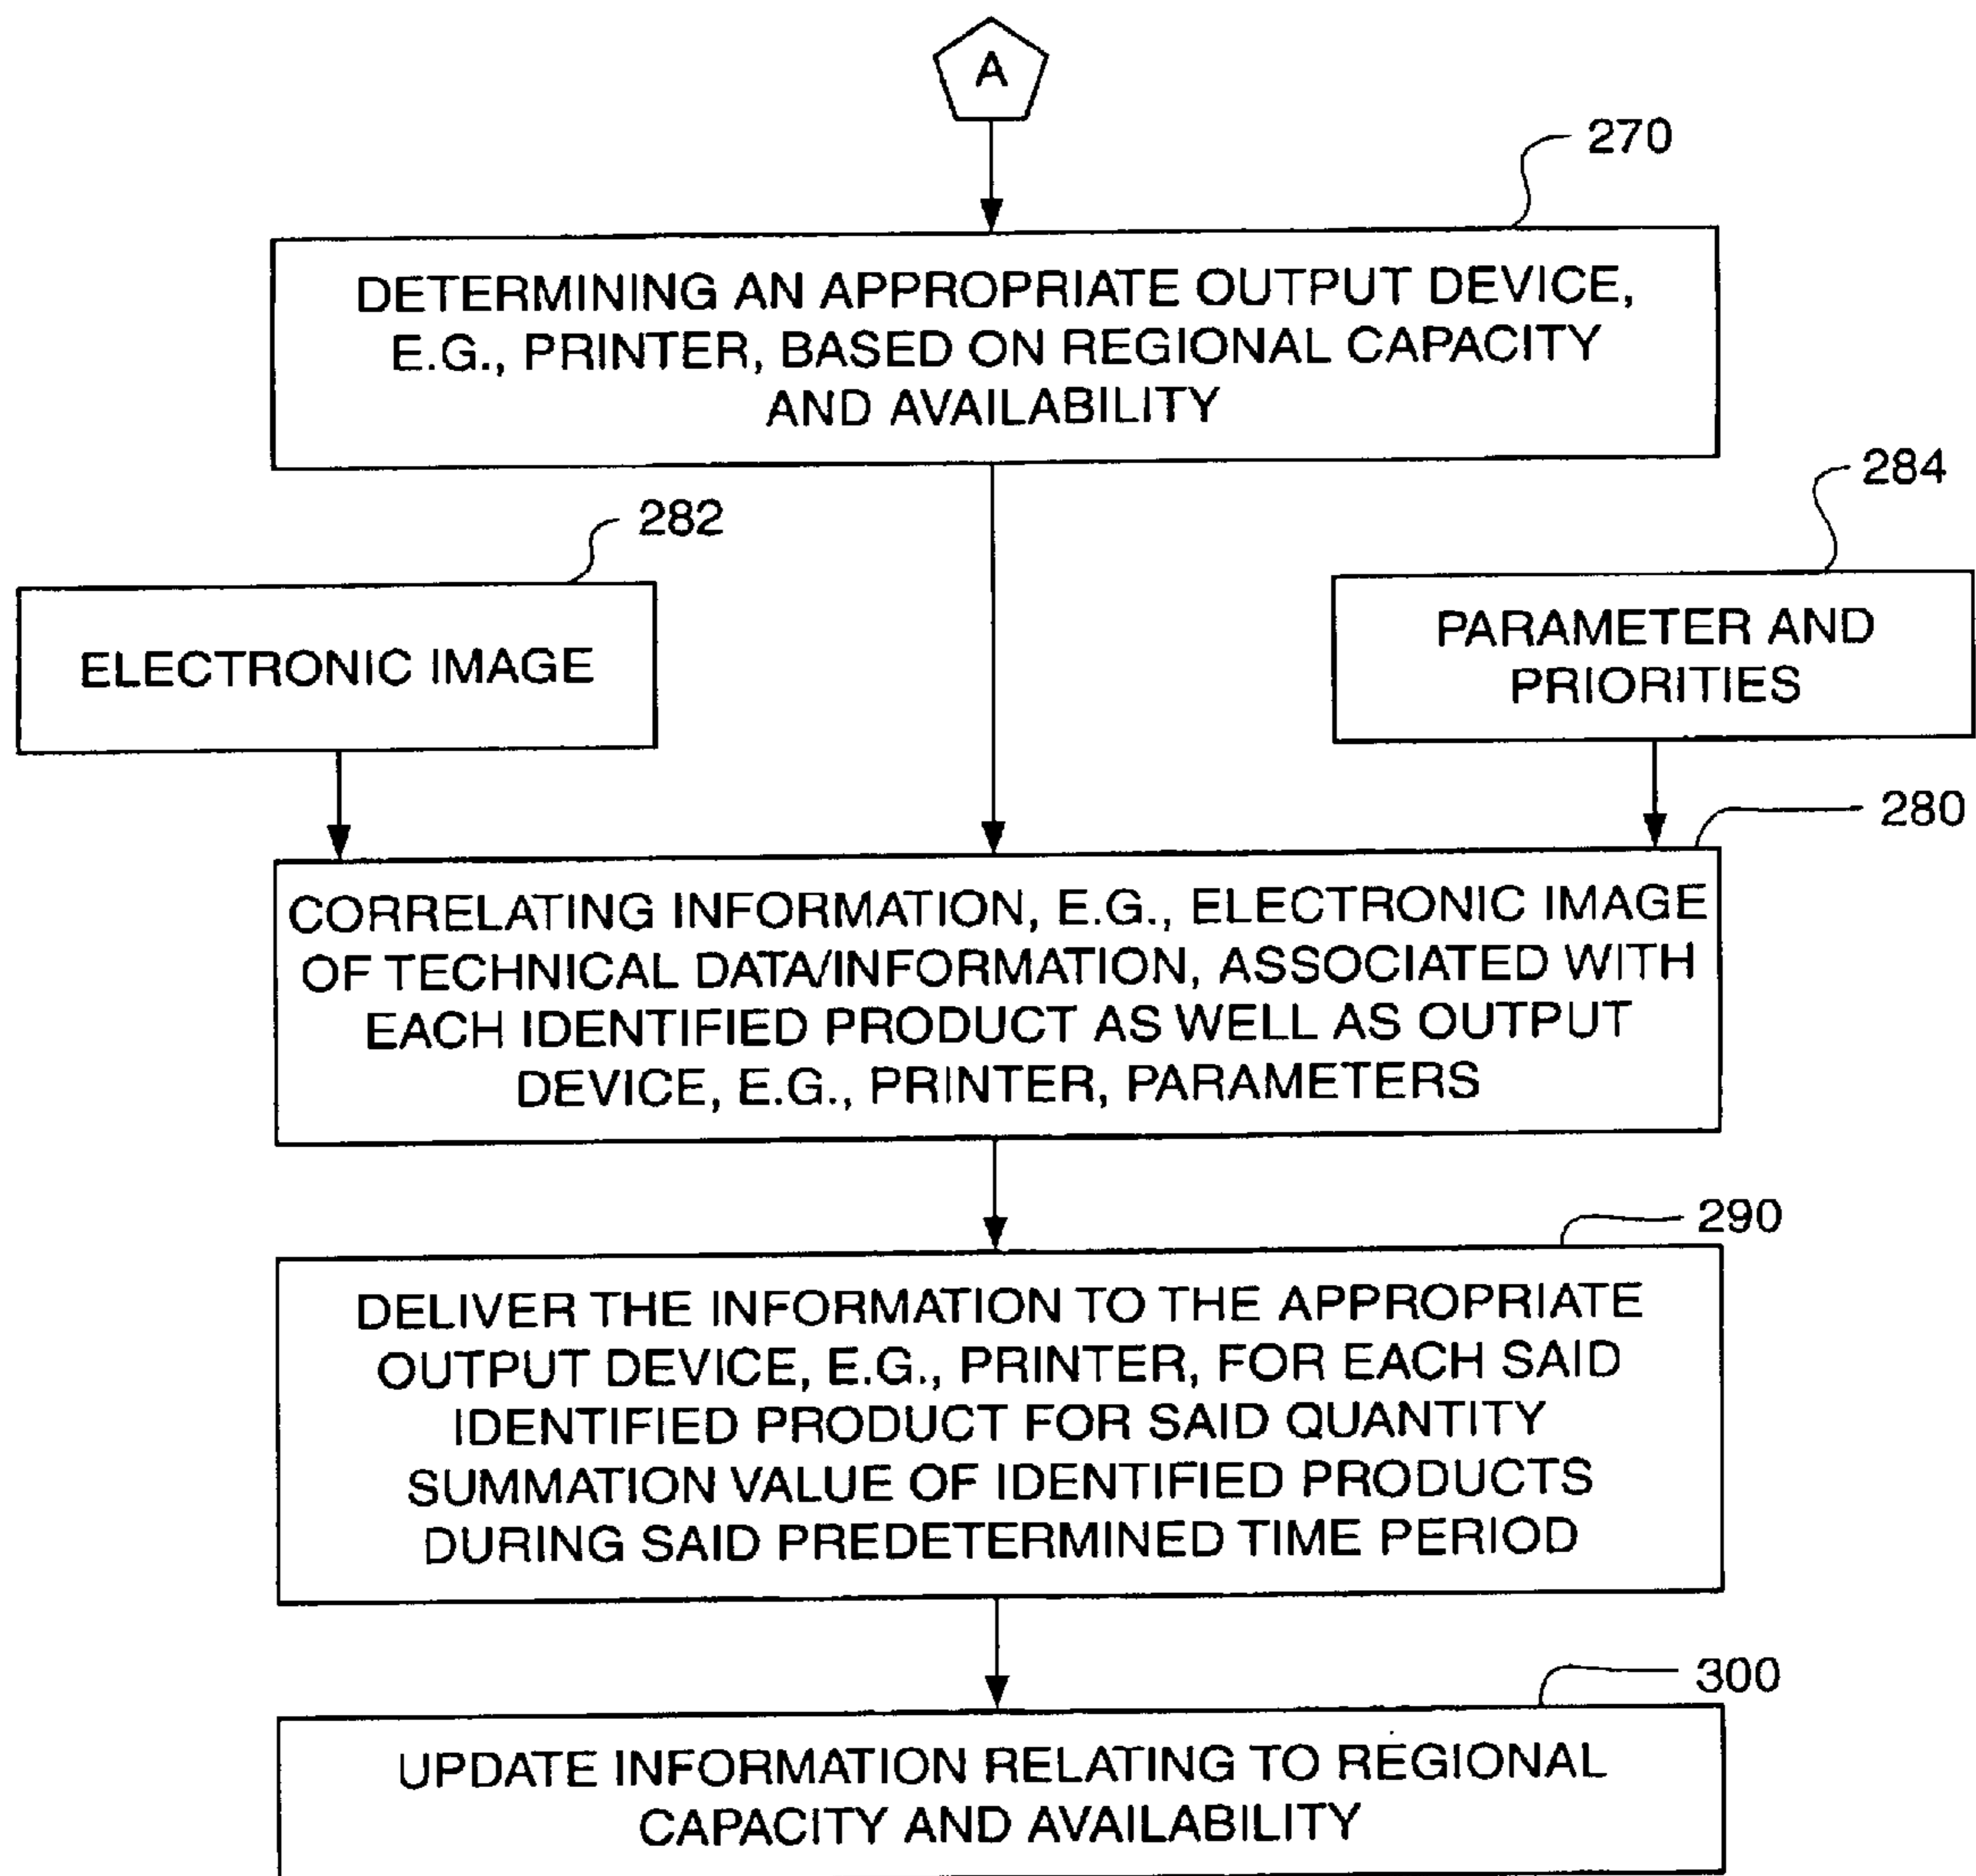 A
270
DETERMINING AN APPROPRIATE OUTPUT DEVICE,
E.G., PRINTER, BASED ON REGIONAL CAPACITY
AND AVAILABILITY
282
ELECTRONIC IMAGE
284
PARAMETER AND
PRIORITIES
280
CORRELATING INFORMATION, E.G., ELECTRONIC IMAGE
OF TECHNICAL DATA/INFORMATION, ASSOCIATED WITH
EACH IDENTIFIED PRODUCT AS WELL AS OUTPUT
DEVICE, E.G., PRINTER, PARAMETERS
290
DELIVER THE INFORMATION TO THE APPROPRIATE
OUTPUT DEVICE, E.G., PRINTER, FOR EACH SAID
IDENTIFIED PRODUCT FOR SAID QUANTITY
SUMMATION VALUE OF IDENTIFIED PRODUCTS
DURING SAID PREDETERMINED TIME PERIOD
300
UPDATE INFORMATION RELATING TO REGIONAL
CAPACITY AND AVAILABILITY